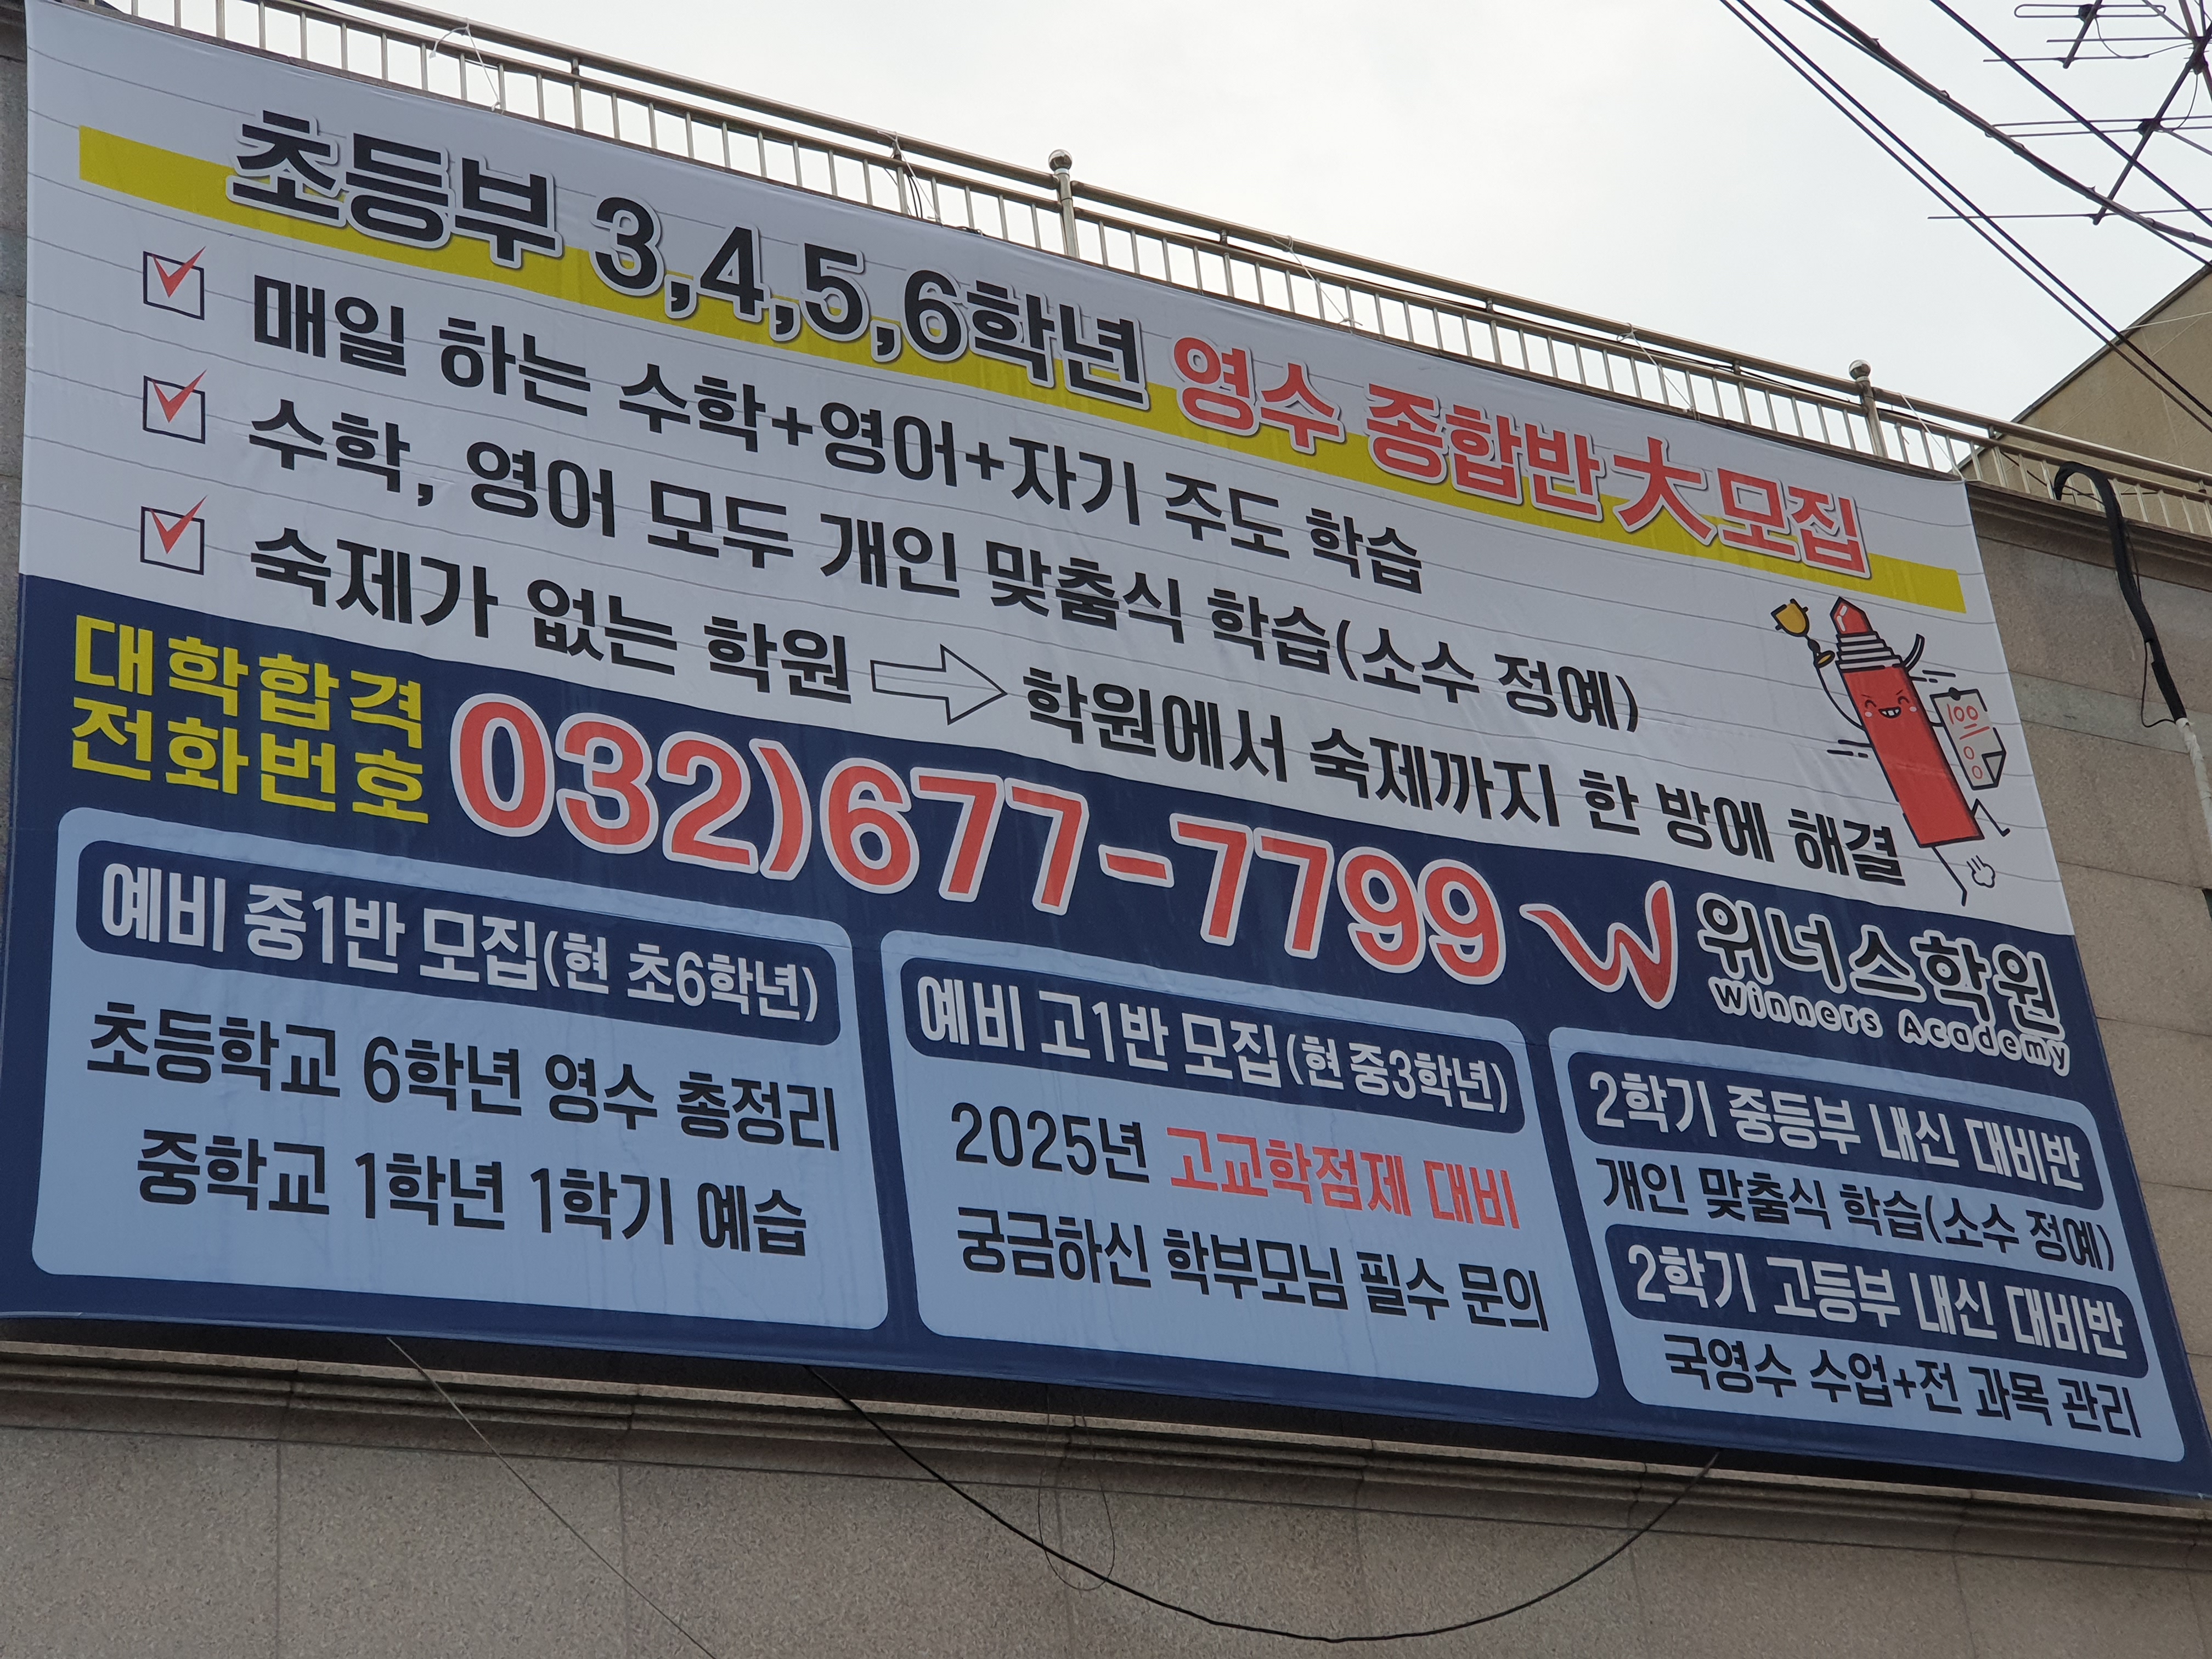 초등부 3,4,5,6학년 영수 종합반大모집
매일 하는 수학+영어+자기 주도 학습
수학, 영어 모두 개인 맞춤식 학습(소수 정예)
숙제가 없는 학원 ⇨ 학원에서 숙제까지 한 방에 해결
100
대학합격
전화번호
032)677-7799
W 위너스학원
Winners Academy
예비 중1반 모집(현 초6학년)
초등학교 6학년 영수 총정리
중학교 1학년 1학기 예습
예비 고1반 모집(현 중3학년)
2025년 고교학점제 대비
궁금하신 학부모님 필수 문의
2학기 중등부 내신 대비반
개인 맞춤식 학습(소수 정예)
2학기 고등부 내신 대비반
국영수 수업+전 과목 관리